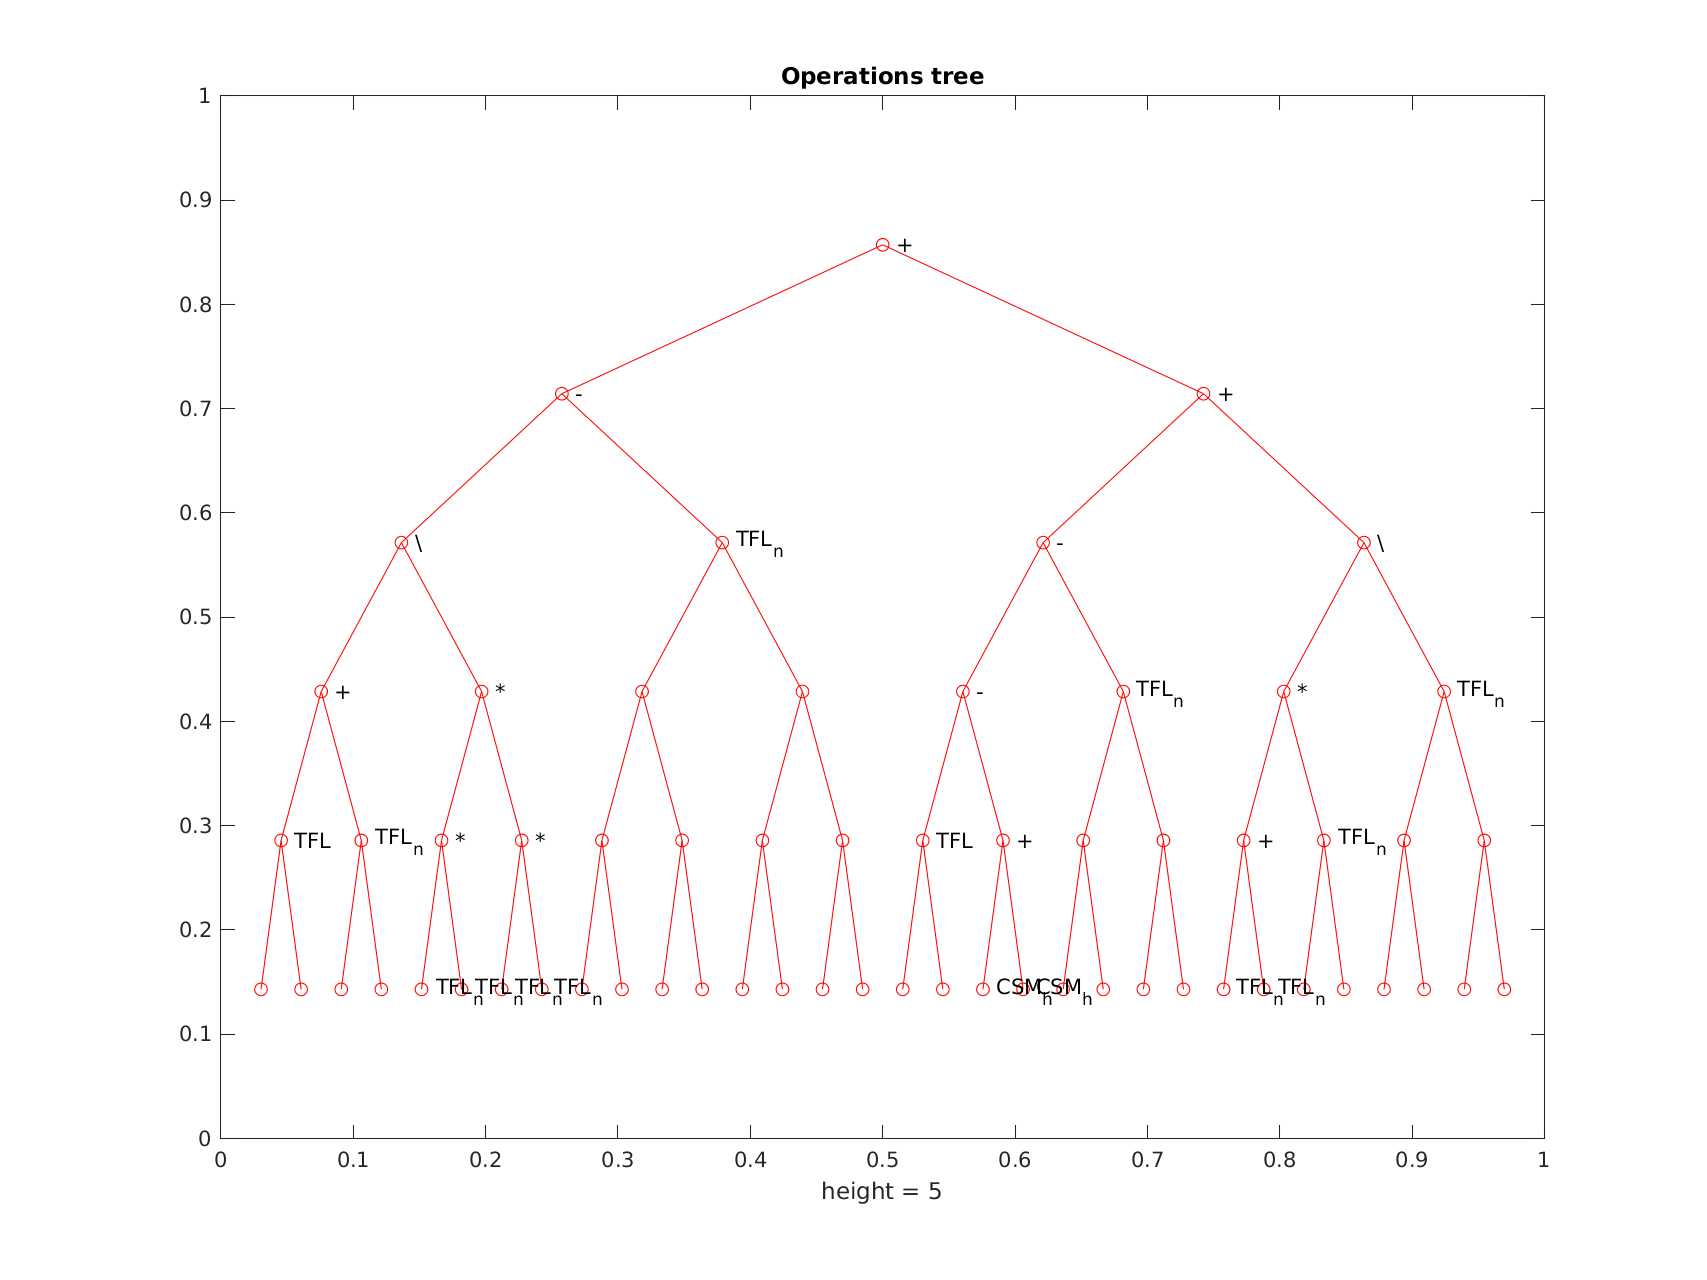 Operations tree
1
0.9
+
0.8
- +
0.7
0.6
\ TFLn - \
0.5
+ * - TFLn * TFLn
0.4
0.3
TFL TFLn * * TFL + + TFLn
0.2
TFLn TFLn TFLn TFLn CSMn CSMn TFLn TFLn
0.1
0
0 0.1 0.2 0.3 0.4 0.5 0.6 0.7 0.8 0.9 1
height = 5